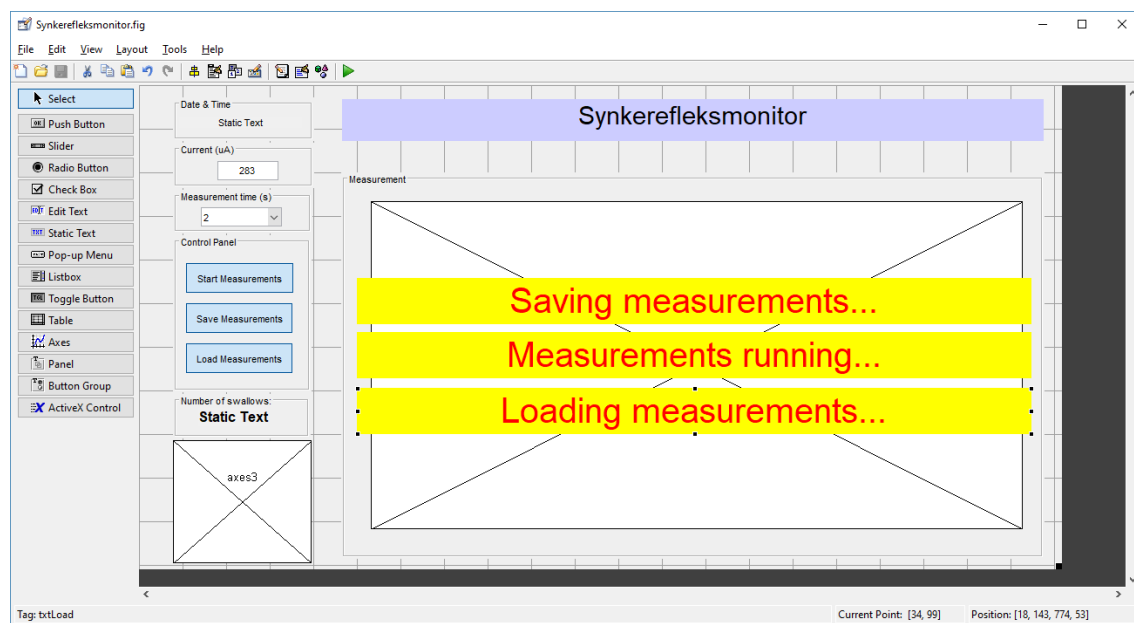 Synkerefleksmonitor.fig
File Edit View Layout Tools Help
Select
Push Button
Slider
Radio Button
Check Box
Edit Text
Static Text
Pop-up Menu
Listbox
Toggle Button
Table
Axes
Panel
Button Group
ActiveX Control
Date & Time
Static Text
Current (uA)
283
Measurement time (s)
2
Control Panel
Start Measurements
Save Measurements
Load Measurements
Number of swallows:
Static Text
axes3
Synkerefleksmonitor
Measurement
Saving measurements...
Measurements running...
Loading measurements...
Tag: txtLoad
Current Point: [34, 99]
Position: [18, 143, 774, 53]